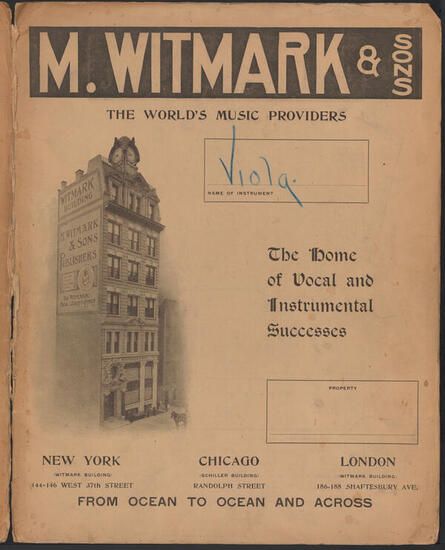 M. WITMARK & SONS
THE WORLD'S MUSIC PROVIDERS
Viola
NAME OF INSTRUMENT
WITMARK
BUILDING
M. WITMARK
& SONS
PUBLISHERS
The Home
of Vocal and
Instrumental
Successes
PROPERTY
NEW YORK
(WITMARK BUILDING)
144-146 WEST 37th STREET
CHICAGO
(SCHILLER BUILDING)
RANDOLPH STREET
LONDON
(WITMARK BUILDING)
186-188 SHAFTESBURY AVE.
FROM OCEAN TO OCEAN AND ACROSS